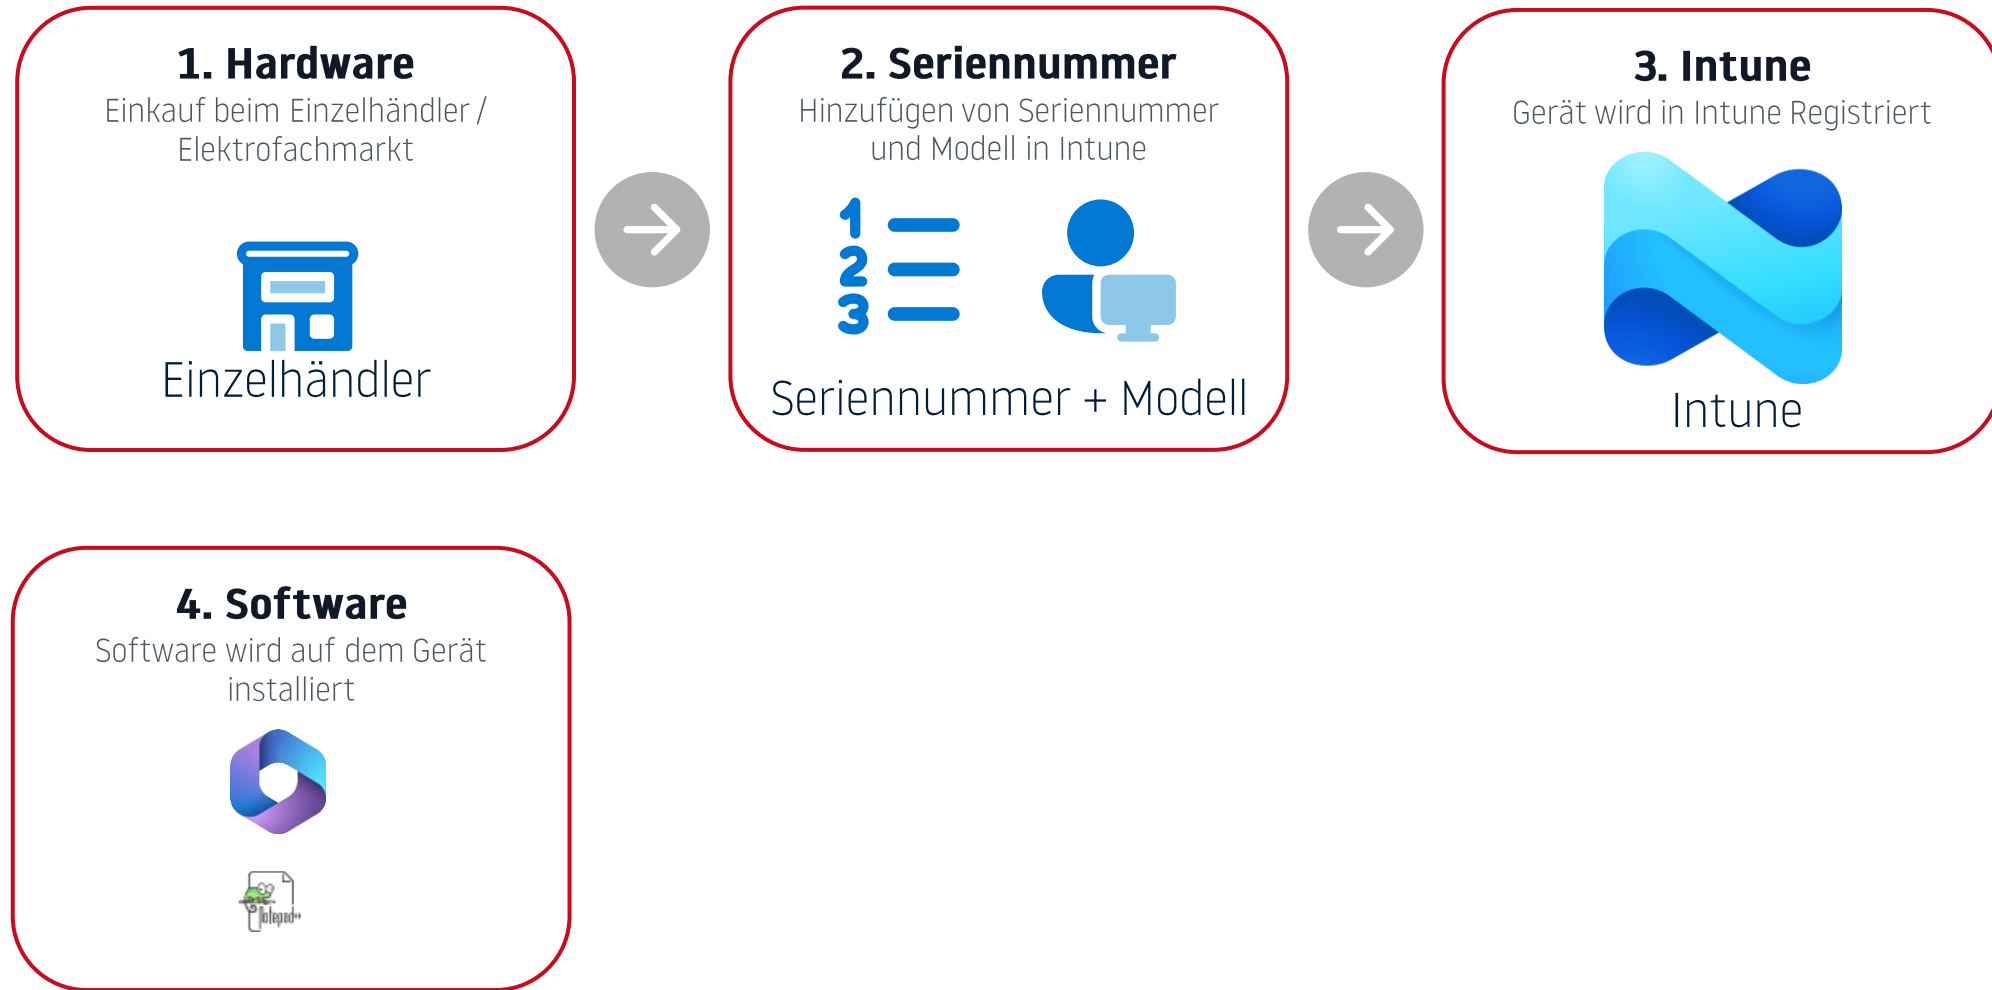 1. Hardware
Einkauf beim Einzelhändler /
Elektrofachmarkt
Einzelhändler
2. Seriennummer
Hinzufügen von Seriennummer
und Modell in Intune
1
2
3
Seriennummer + Modell
3. Intune
Gerät wird in Intune Registriert
Intune
4. Software
Software wird auf dem Gerät
installiert
Notepad++